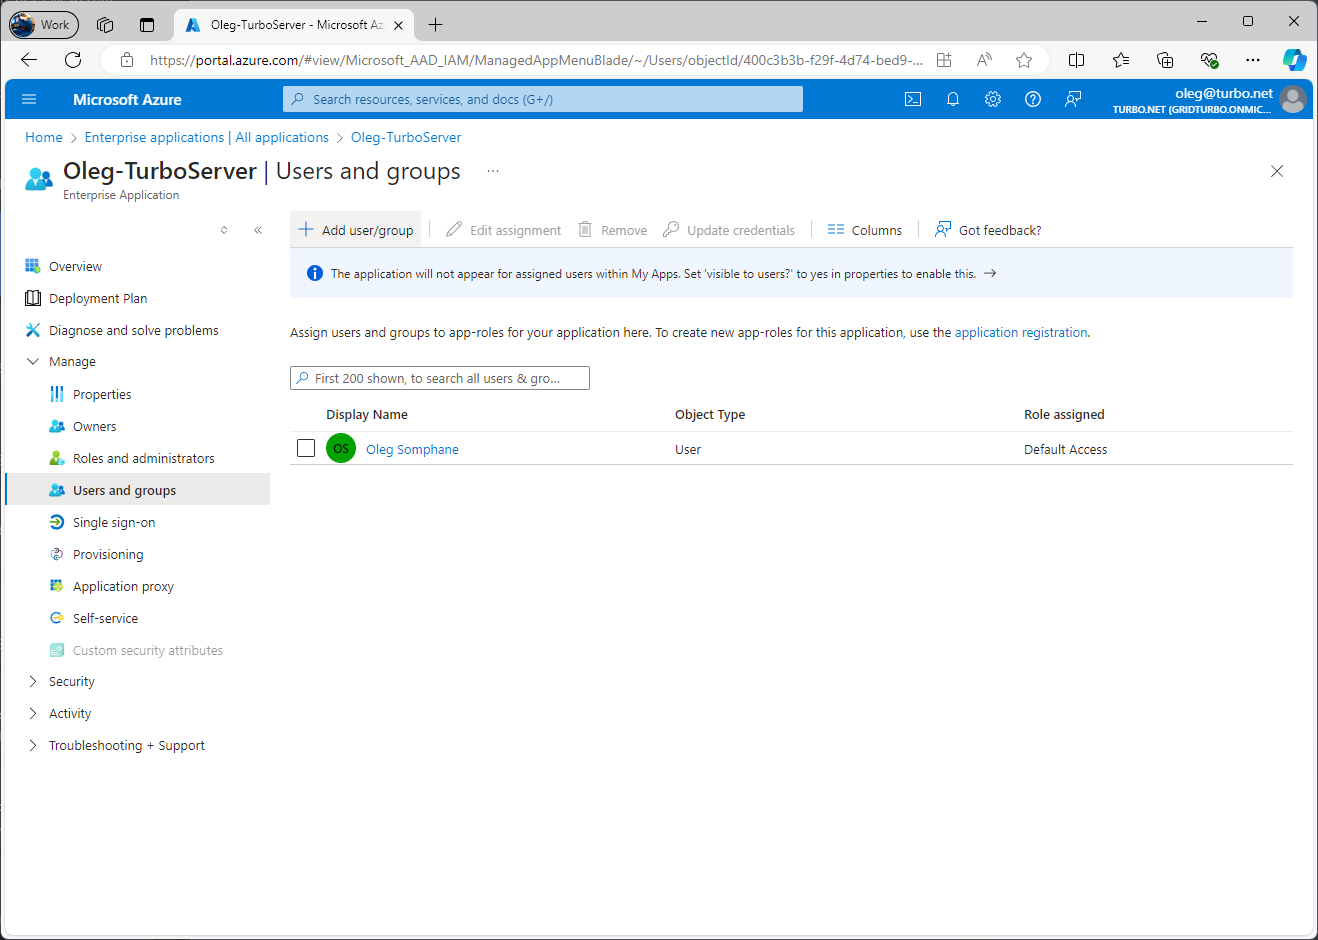 Work
Oleg-TurboServer - Microsoft Az
https://portal.azure.com/#view/Microsoft_AAD_IAM/ManagedAppMenuBlade/~/Users/objectId/400c3b3b-f29f-4d74-bed9-...
Microsoft Azure
Search resources, services, and docs (G+/)
oleg@turbo.net
TURBO.NET (GRIDTURBO.ONMIC...
Home > Enterprise applications | All applications > Oleg-TurboServer
Oleg-TurboServer | Users and groups ...
Enterprise Application
Add user/group
Edit assignment
Remove
Update credentials
Columns
Got feedback?
The application will not appear for assigned users within My Apps. Set 'visible to users?' to yes in properties to enable this. →
Assign users and groups to app-roles for your application here. To create new app-roles for this application, use the application registration.
First 200 shown, to search all users & gro...
Display Name Object Type Role assigned
OS Oleg Somphane User Default Access
Overview
Deployment Plan
Diagnose and solve problems
Manage
Properties
Owners
Roles and administrators
Users and groups
Single sign-on
Provisioning
Application proxy
Self-service
Custom security attributes
Security
Activity
Troubleshooting + Support